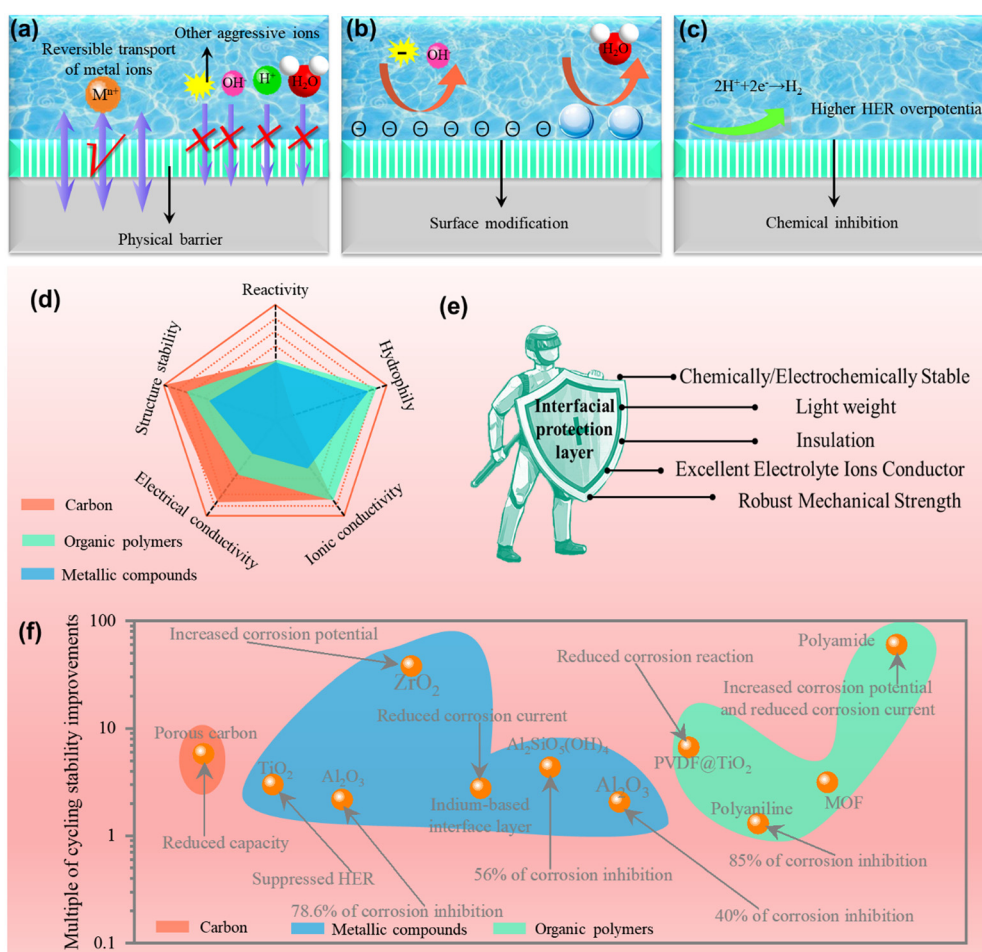 (a)
Other aggressive ions
Reversible transport
of metal ions
Mⁿ⁺
OH⁻
H⁺
H₂O
Physical barrier
(b)
-
OH⁻
H₂O
Surface modification
(c)
2H⁺+2e⁻→H₂
Higher HER overpotential
Chemical inhibition
(d)
Reactivity
Structure stability
Hydrophily
Electrical conductivity
Ionic conductivity
Carbon
Organic polymers
Metallic compounds
(e)
Interfacial
protection
layer
Chemically/Electrochemically Stable
Light weight
Insulation
Excellent Electrolyte Ions Conductor
Robust Mechanical Strength
(f)
Multiple of cycling stability improvements
100
10
1
0.1
Increased corrosion potential
ZrO₂
Reduced corrosion reaction
Polyamide
Increased corrosion potential
and reduced corrosion current
Reduced corrosion current
Porous carbon
Al₂SiO₅(OH)₄
PVDF@TiO₂
TiO₂
Al₂O₃
Indium-based
interface layer
Al₂O₃
Polyaniline
MOF
Reduced capacity
Suppressed HER
56% of corrosion inhibition
85% of corrosion inhibition
78.6% of corrosion inhibition
40% of corrosion inhibition
Carbon
Metallic compounds
Organic polymers